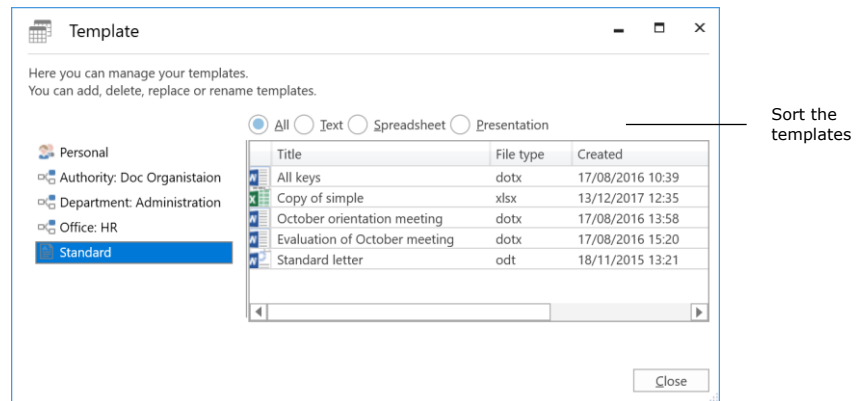 Template
Here you can manage your templates.
You can add, delete, replace or rename templates.
All Text Spreadsheet Presentation
Sort the
templates
Personal
Authority: Doc Organistaion
Department: Administration
Office: HR
Standard
Title File type Created
All keys dotx 17/08/2016 10:39
Copy of simple xlsx 13/12/2017 12:35
October orientation meeting dotx 17/08/2016 13:58
Evaluation of October meeting dotx 17/08/2016 15:20
Standard letter odt 18/11/2015 13:21
Close